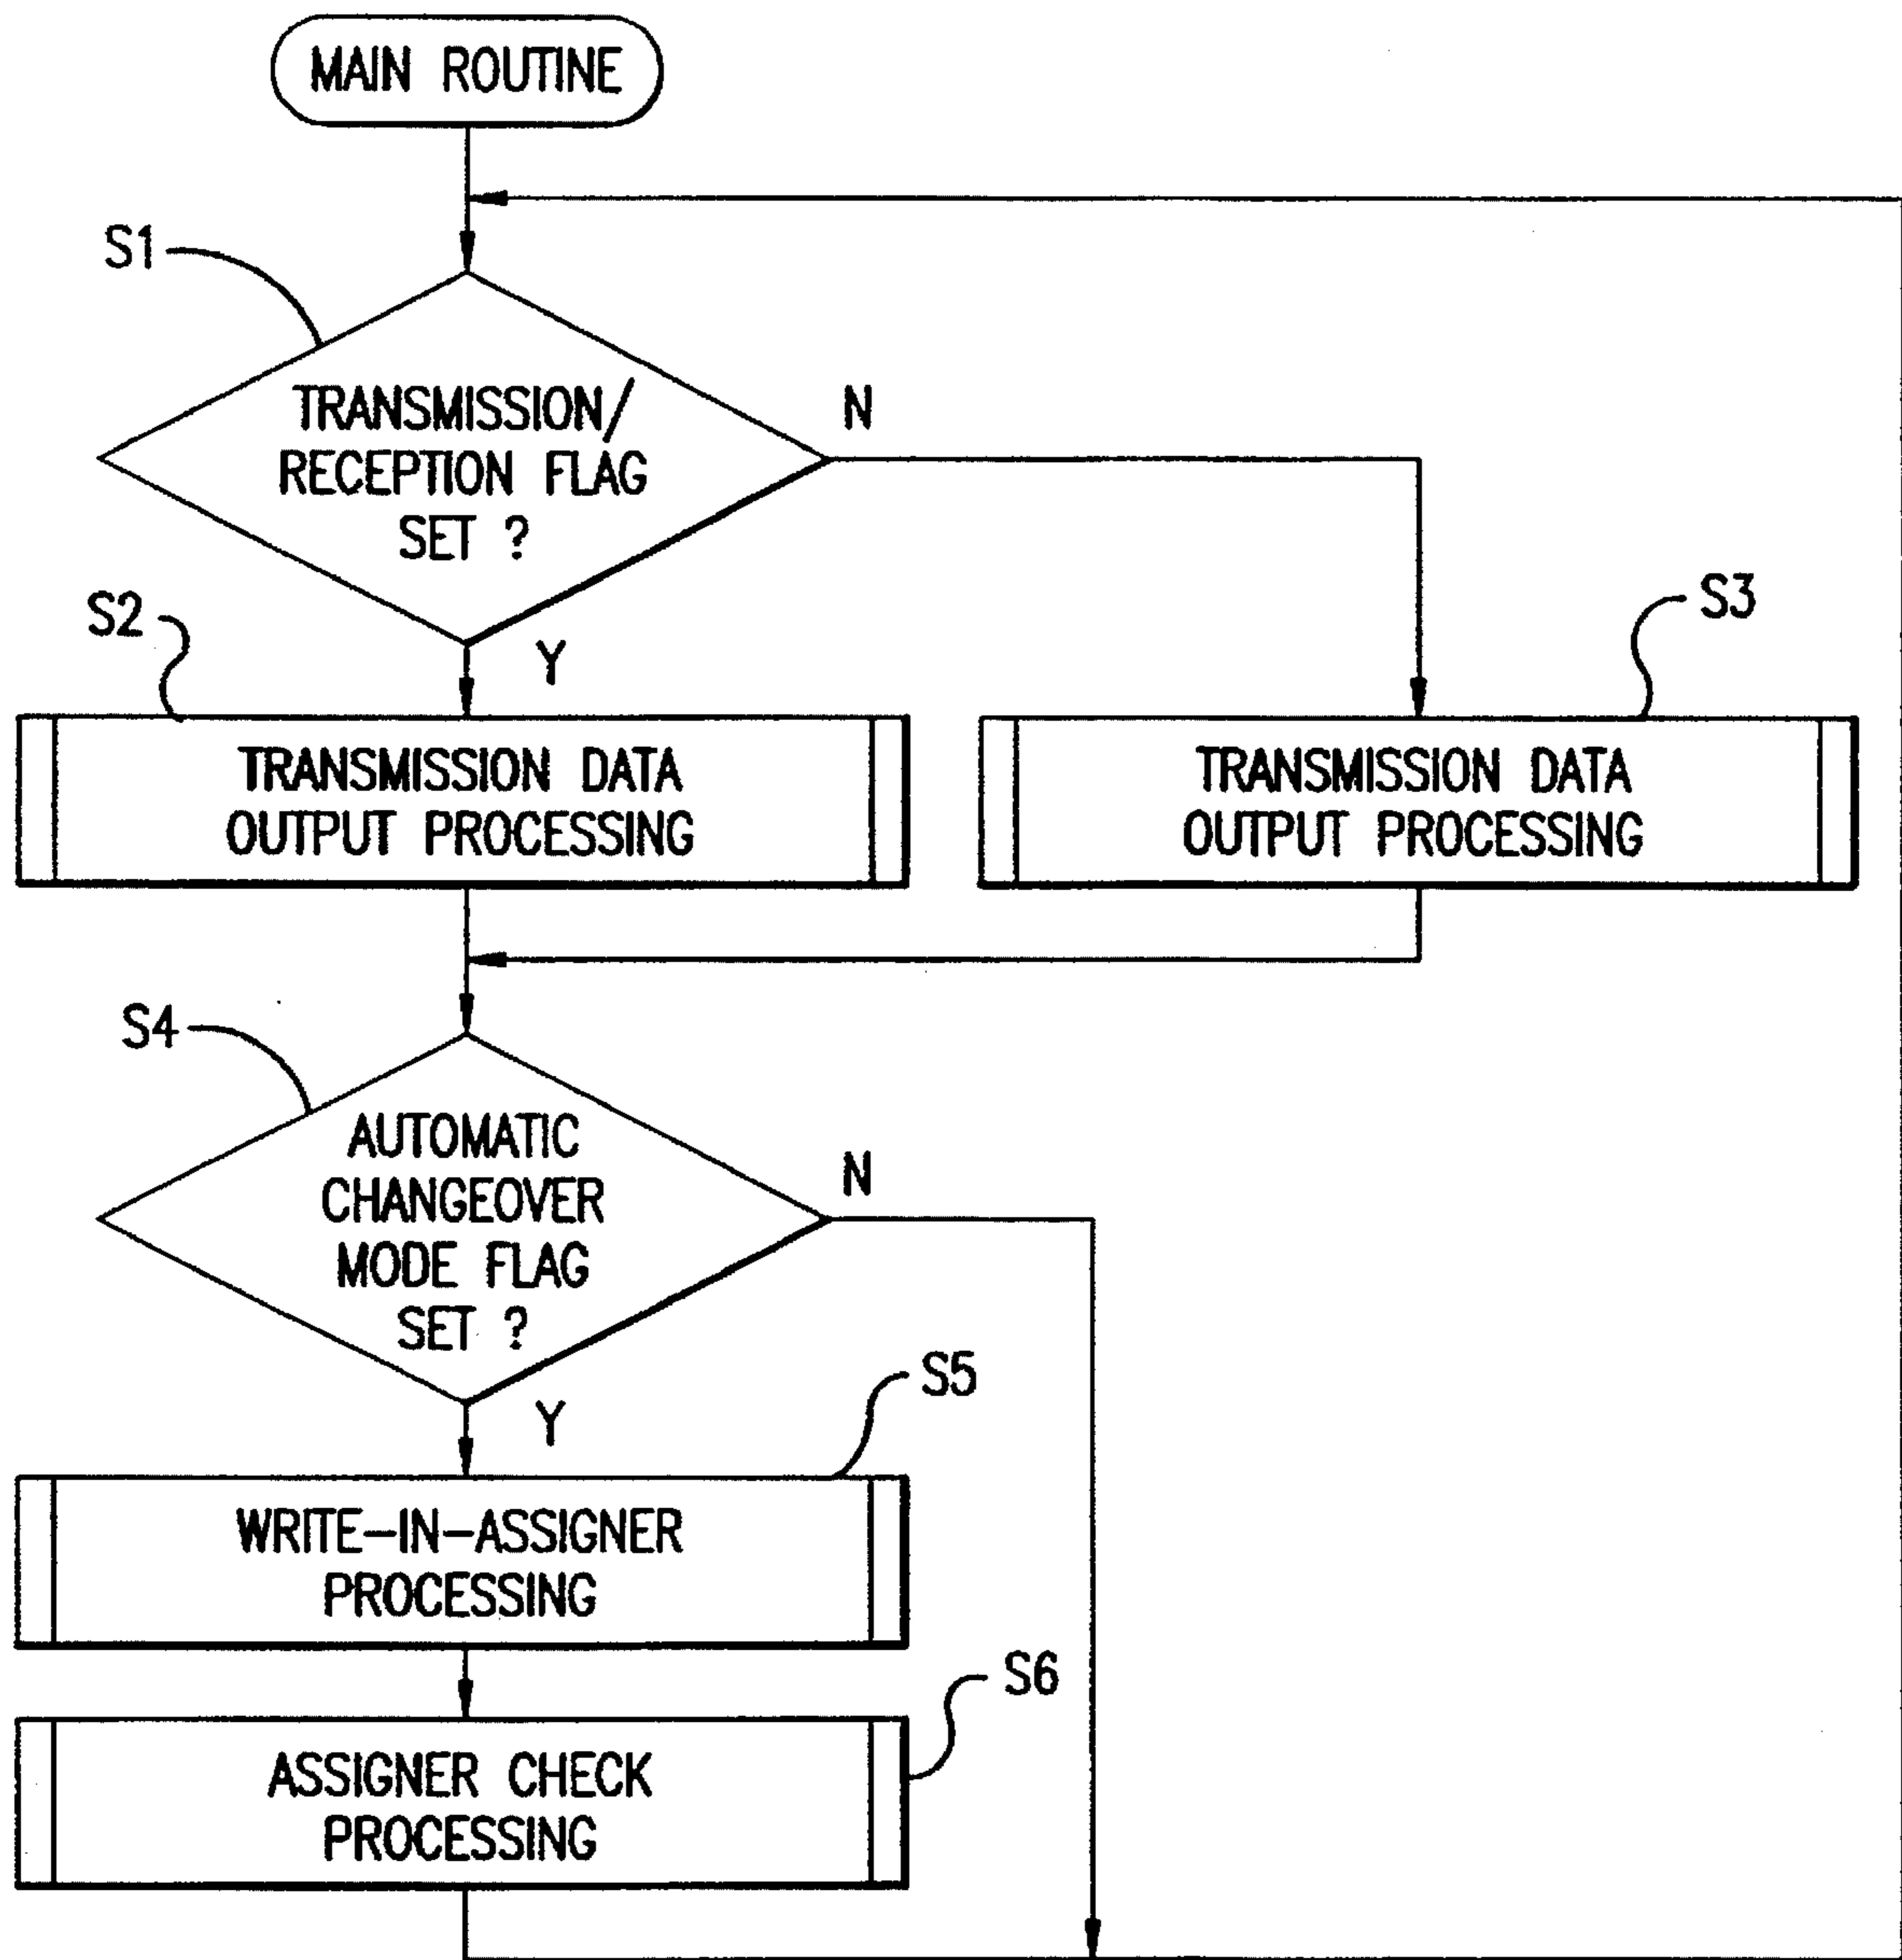 MAIN ROUTINE
S1
TRANSMISSION/
RECEPTION FLAG
SET ?
N
Y
S2
TRANSMISSION DATA
OUTPUT PROCESSING
S3
TRANSMISSION DATA
OUTPUT PROCESSING
S4
AUTOMATIC
CHANGEOVER
MODE FLAG
SET ?
N
Y
S5
WRITE-IN-ASSIGNER
PROCESSING
S6
ASSIGNER CHECK
PROCESSING